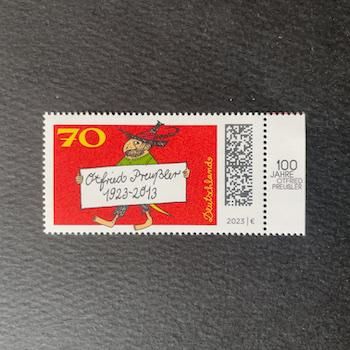 70
Otfried Preußler
1923-2013
Deutschland
2023 | €
100
JAHRE
OTFRIED
PREUẞLER